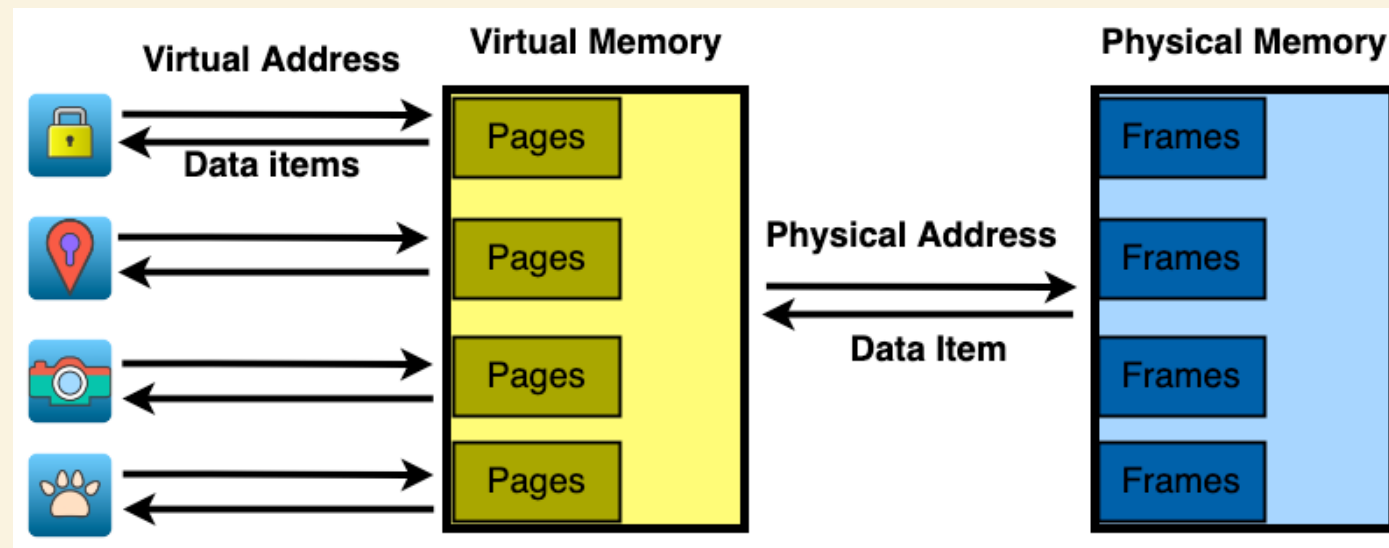 Virtual Address
Virtual Memory
Physical Memory
Data items
Pages
Pages
Pages
Pages
Physical Address
Data Item
Frames
Frames
Frames
Frames